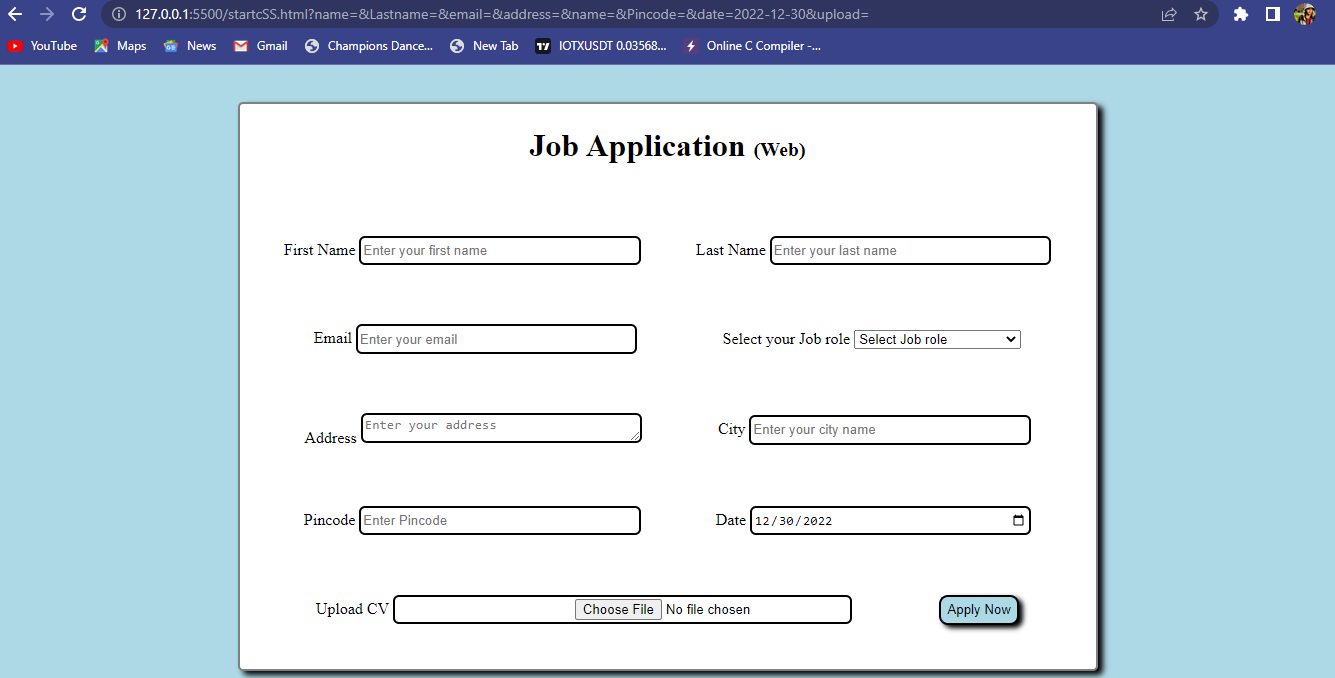 127.0.0.1:5500/startcSS.html?name=&Lastname=&email=&address=&name=&Pincode=&date=2022-12-30&upload=
YouTube Maps News Gmail Champions Dance... New Tab IOTXUSDT 0.03568... Online C Compiler -...
Job Application (Web)
First Name Enter your first name Last Name Enter your last name
Email Enter your email Select your Job role Select Job role
Address Enter your address City Enter your city name
Pincode Enter Pincode Date 12/30/2022
Upload CV Choose File No file chosen Apply Now